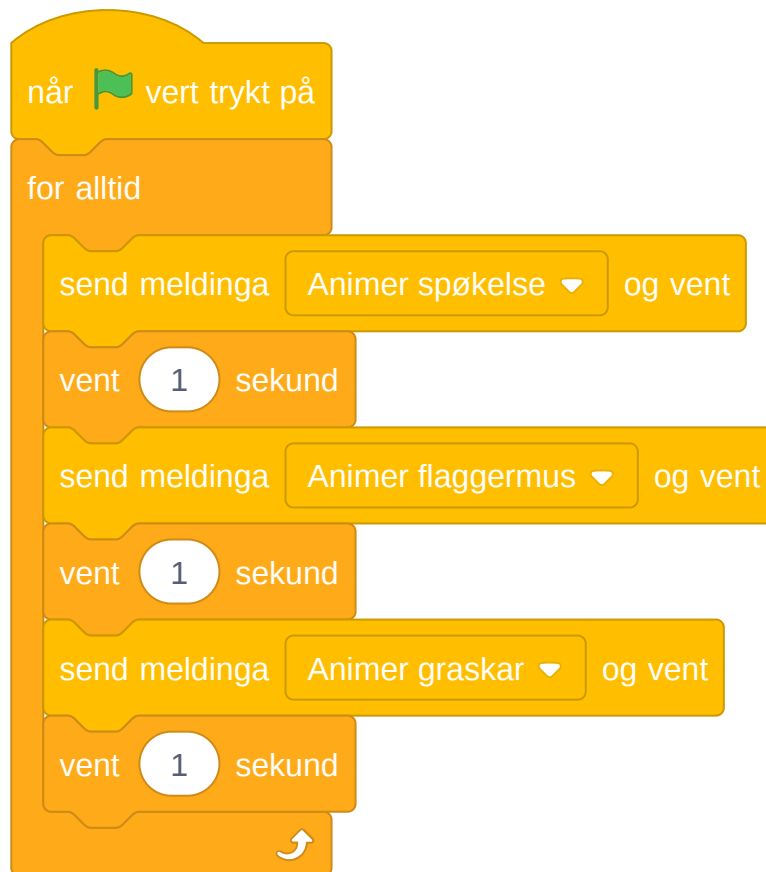 når vert trykt på
for alltid
send meldinga Animer spøkelse og vent
vent 1 sekund
send meldinga Animer flaggermus og vent
vent 1 sekund
send meldinga Animer graskar og vent
vent 1 sekund